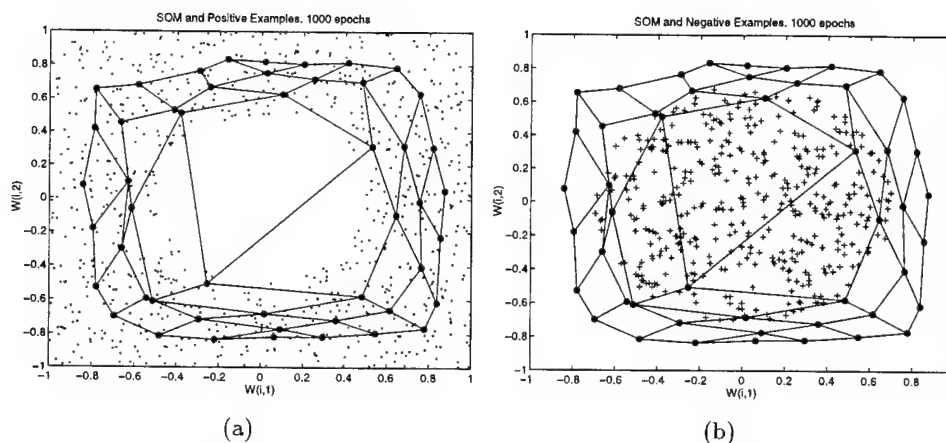 SOM and Positive Examples. 1000 epochs
1
0.8
0.6
0.4
0.2
0
−0.2
−0.4
−0.6
−0.8
−1
W(i,2)
−1 −0.8 −0.6 −0.4 −0.2 0 0.2 0.4 0.6 0.8 1
W(i,1)
(a)
SOM and Negative Examples. 1000 epochs
1
0.8
0.6
0.4
0.2
0
−0.2
−0.4
−0.6
−0.8
−1
W(i,2)
−1 −0.8 −0.6 −0.4 −0.2 0 0.2 0.4 0.6 0.8
W(i,1)
(b)